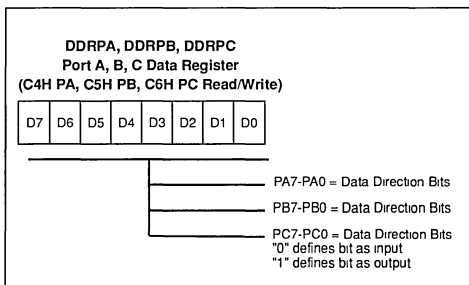 DDRPA, DDRPB, DDRPC
Port A, B, C Data Register
(C4H PA, C5H PB, C6H PC Read/Write)
D7 D6 D5 D4 D3 D2 D1 D0
PA7-PA0 = Data Direction Bits
PB7-PB0 = Data Direction Bits
PC7-PC0 = Data Direction Bits
"0" defines bit as input
"1" defines bit as output